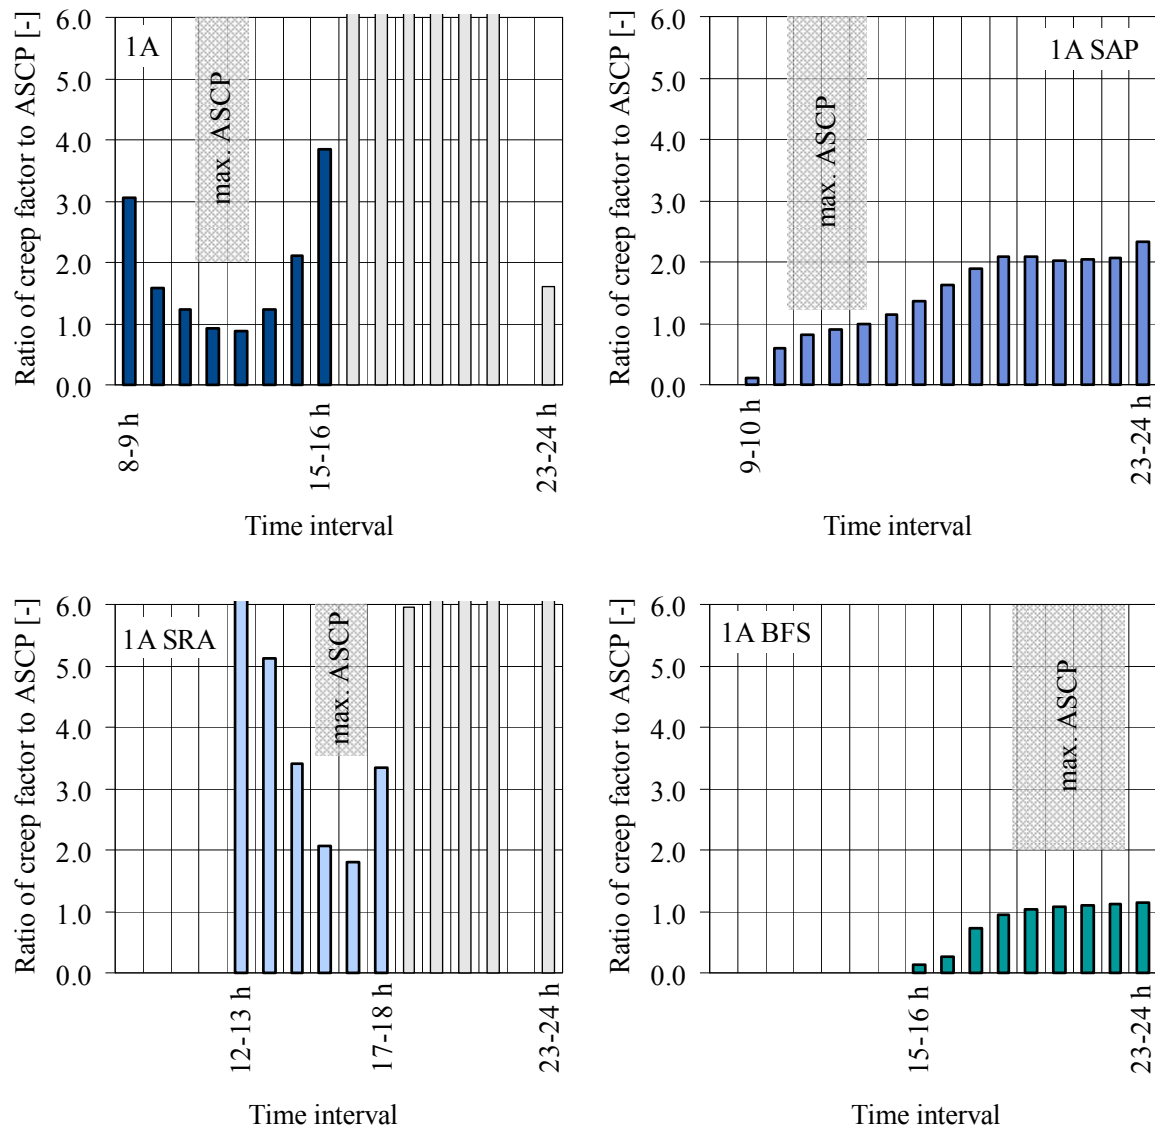 Ratio of creep factor to ASCP [-]
6.0
5.0
4.0
3.0
2.0
1.0
0.0
1A
max. ASCP
8-9 h
15-16 h
23-24 h
Time interval
Ratio of creep factor to ASCP [-]
6.0
5.0
4.0
3.0
2.0
1.0
0.0
1A SAP
max. ASCP
9-10 h
23-24 h
Time interval
Ratio of creep factor to ASCP [-]
6.0
5.0
4.0
3.0
2.0
1.0
0.0
1A SRA
max. ASCP
12-13 h
17-18 h
23-24 h
Time interval
Ratio of creep factor to ASCP [-]
6.0
5.0
4.0
3.0
2.0
1.0
0.0
1A BFS
max. ASCP
15-16 h
23-24 h
Time interval